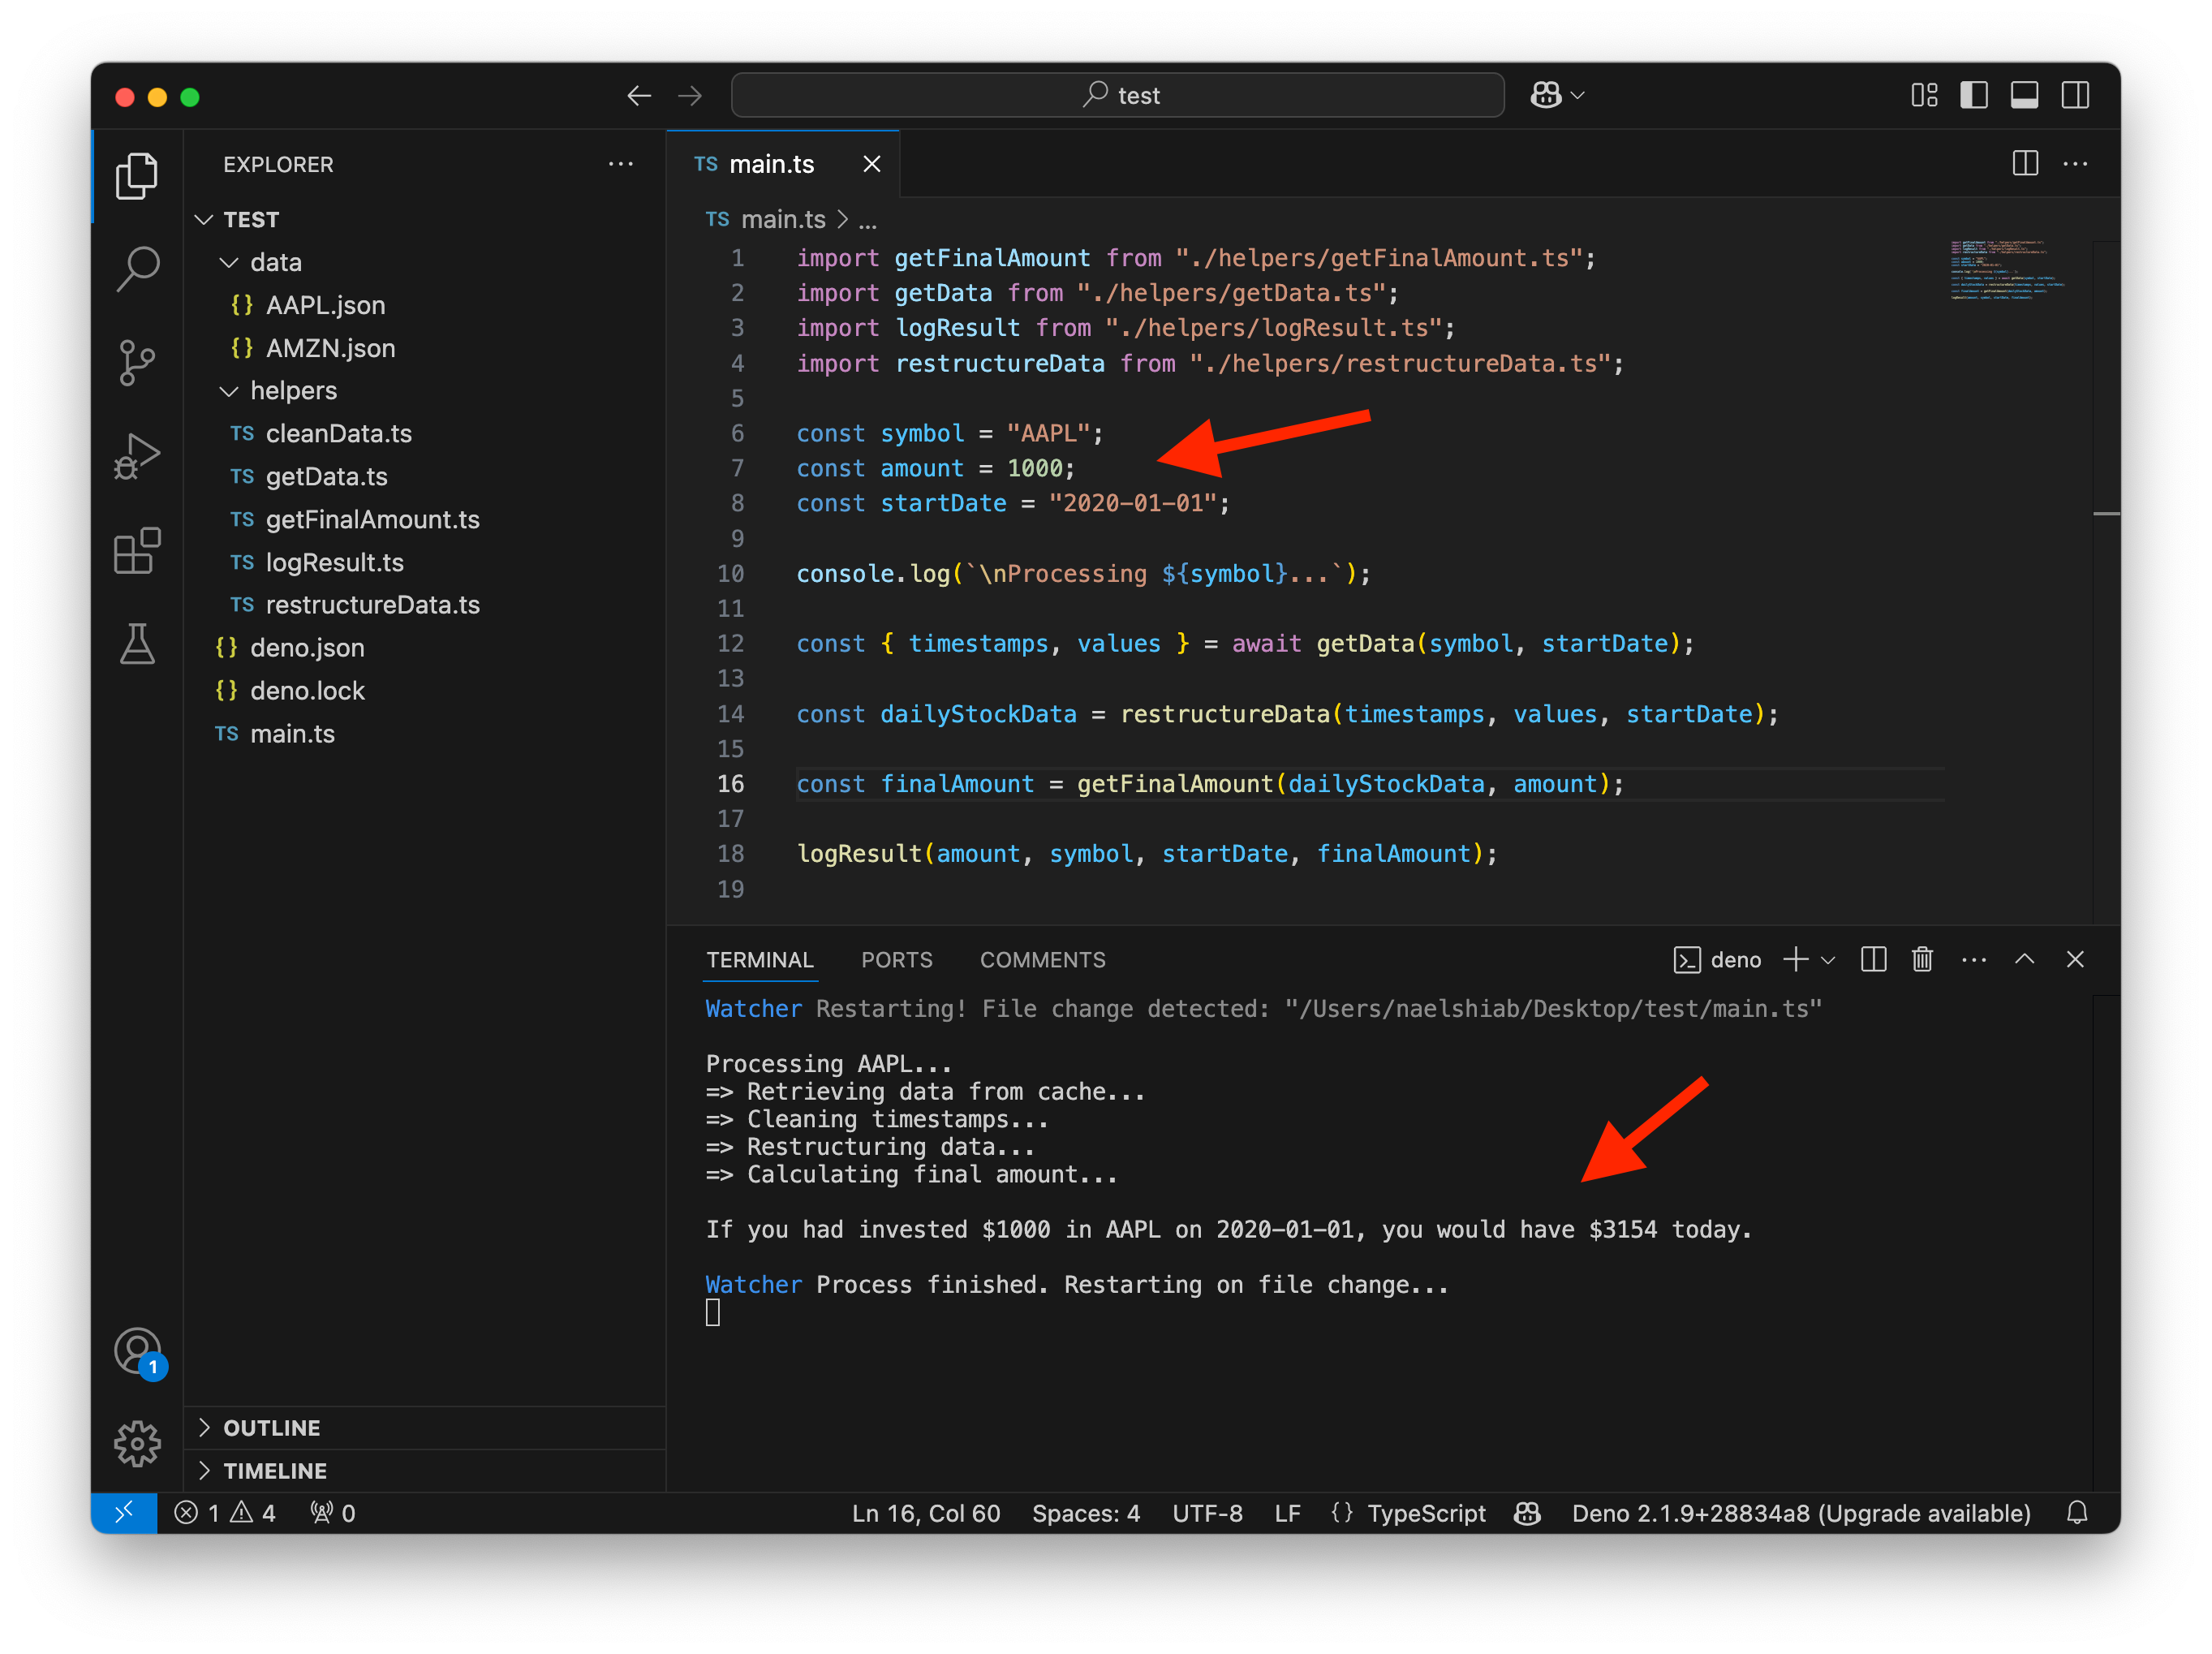 test
EXPLORER
TEST
data
{} AAPL.json
{} AMZN.json
helpers
TS cleanData.ts
TS getData.ts
TS getFinalAmount.ts
TS logResult.ts
TS restructureData.ts
{} deno.json
{} deno.lock
TS main.ts
OUTLINE
TIMELINE
TS main.ts
TS main.ts > ...
1 import getFinalAmount from "./helpers/getFinalAmount.ts";
2 import getData from "./helpers/getData.ts";
3 import logResult from "./helpers/logResult.ts";
4 import restructureData from "./helpers/restructureData.ts";
5
6 const symbol = "AAPL";
7 const amount = 1000;
8 const startDate = "2020-01-01";
9
10 console.log(`\nProcessing ${symbol}...`);
11
12 const { timestamps, values } = await getData(symbol, startDate);
13
14 const dailyStockData = restructureData(timestamps, values, startDate);
15
16 const finalAmount = getFinalAmount(dailyStockData, amount);
17
18 logResult(amount, symbol, startDate, finalAmount);
19
TERMINAL PORTS COMMENTS deno
Watcher Restarting! File change detected: "/Users/naelshiab/Desktop/test/main.ts"
Processing AAPL...
=> Retrieving data from cache...
=> Cleaning timestamps...
=> Restructuring data...
=> Calculating final amount...
If you had invested $1000 in AAPL on 2020-01-01, you would have $3154 today.
Watcher Process finished. Restarting on file change...
1
1 4 0 Ln 16, Col 60 Spaces: 4 UTF-8 LF {} TypeScript Deno 2.1.9+28834a8 (Upgrade available)